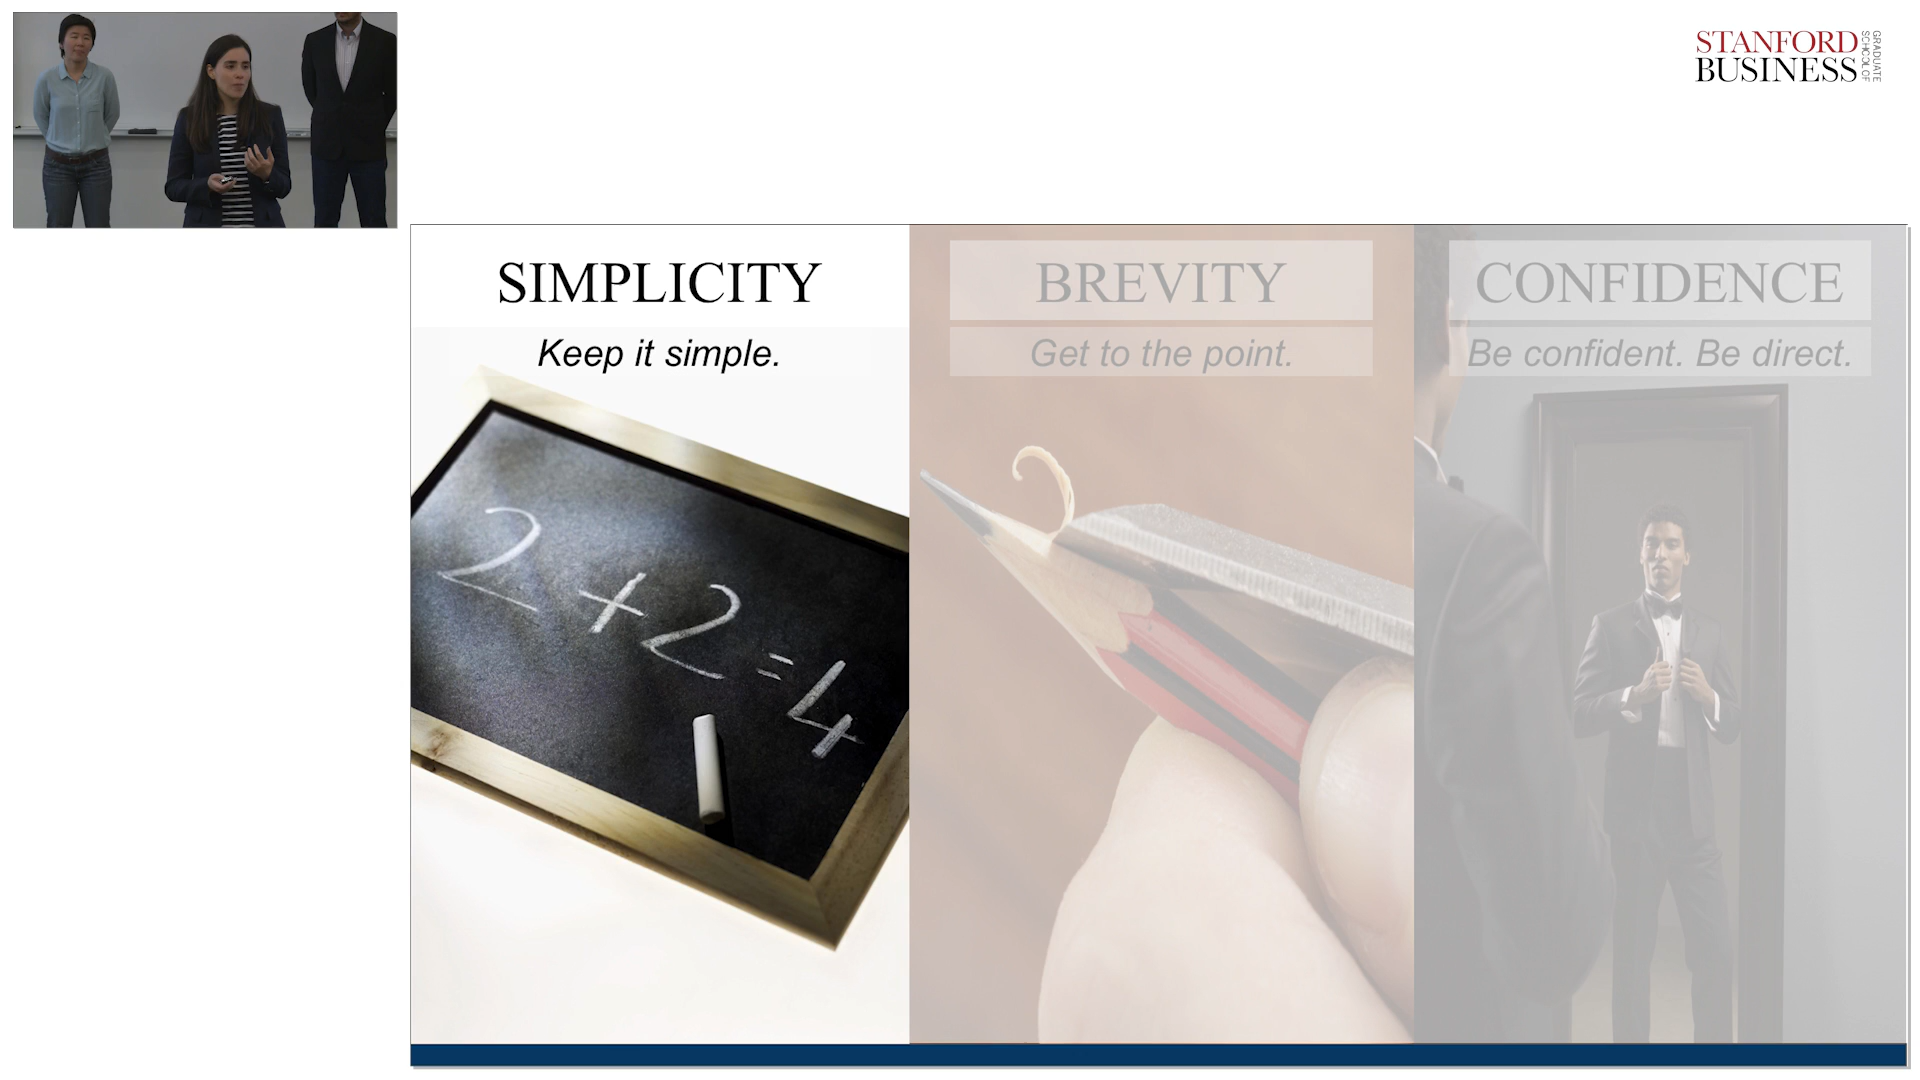 STANFORD
BUSINESS
GRADUATE
SCHOOL OF
SIMPLICITY
Keep it simple.
2 + 2 = 4
BREVITY
Get to the point.
CONFIDENCE
Be confident. Be direct.